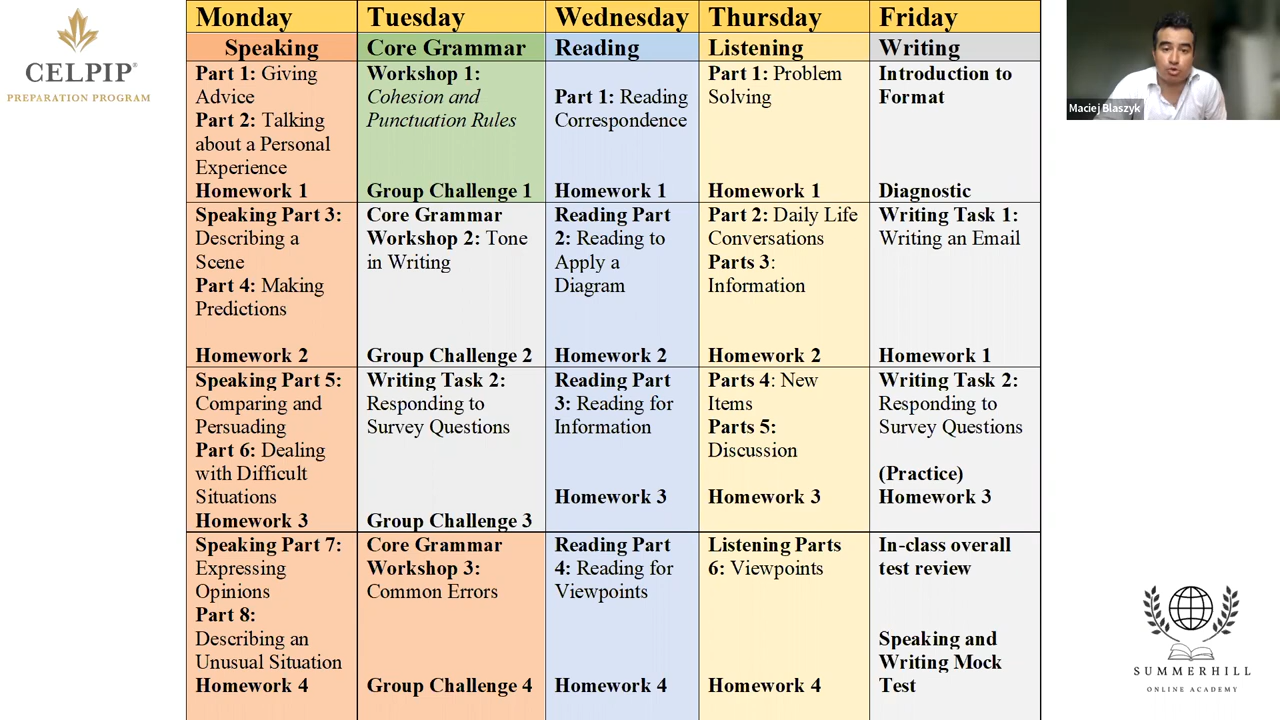 CELPIP®
PREPARATION PROGRAM
Monday
Tuesday
Wednesday
Thursday
Friday
Speaking
Core Grammar
Reading
Listening
Writing
Part 1: Giving
Advice
Part 2: Talking
about a Personal
Experience
Homework 1
Workshop 1:
Cohesion and
Punctuation Rules
Group Challenge 1
Part 1: Reading
Correspondence
Homework 1
Part 1: Problem
Solving
Homework 1
Introduction to
Format
Diagnostic
Speaking Part 3:
Describing a
Scene
Part 4: Making
Predictions
Homework 2
Core Grammar
Workshop 2: Tone
in Writing
Group Challenge 2
Reading Part
2: Reading to
Apply a
Diagram
Homework 2
Part 2: Daily Life
Conversations
Parts 3:
Information
Homework 2
Writing Task 1:
Writing an Email
Homework 1
Speaking Part 5:
Comparing and
Persuading
Part 6: Dealing
with Difficult
Situations
Homework 3
Writing Task 2:
Responding to
Survey Questions
Group Challenge 3
Reading Part
3: Reading for
Information
Homework 3
Parts 4: New
Items
Parts 5:
Discussion
Homework 3
Writing Task 2:
Responding to
Survey Questions
(Practice)
Homework 3
Speaking Part 7:
Expressing
Opinions
Part 8:
Describing an
Unusual Situation
Homework 4
Core Grammar
Workshop 3:
Common Errors
Group Challenge 4
Reading Part
4: Reading for
Viewpoints
Homework 4
Listening Parts
6: Viewpoints
Homework 4
In-class overall
test review
Speaking and
Writing Mock
Test
Maciej Blaszyk
SUMMERHILL
ONLINE ACADEMY